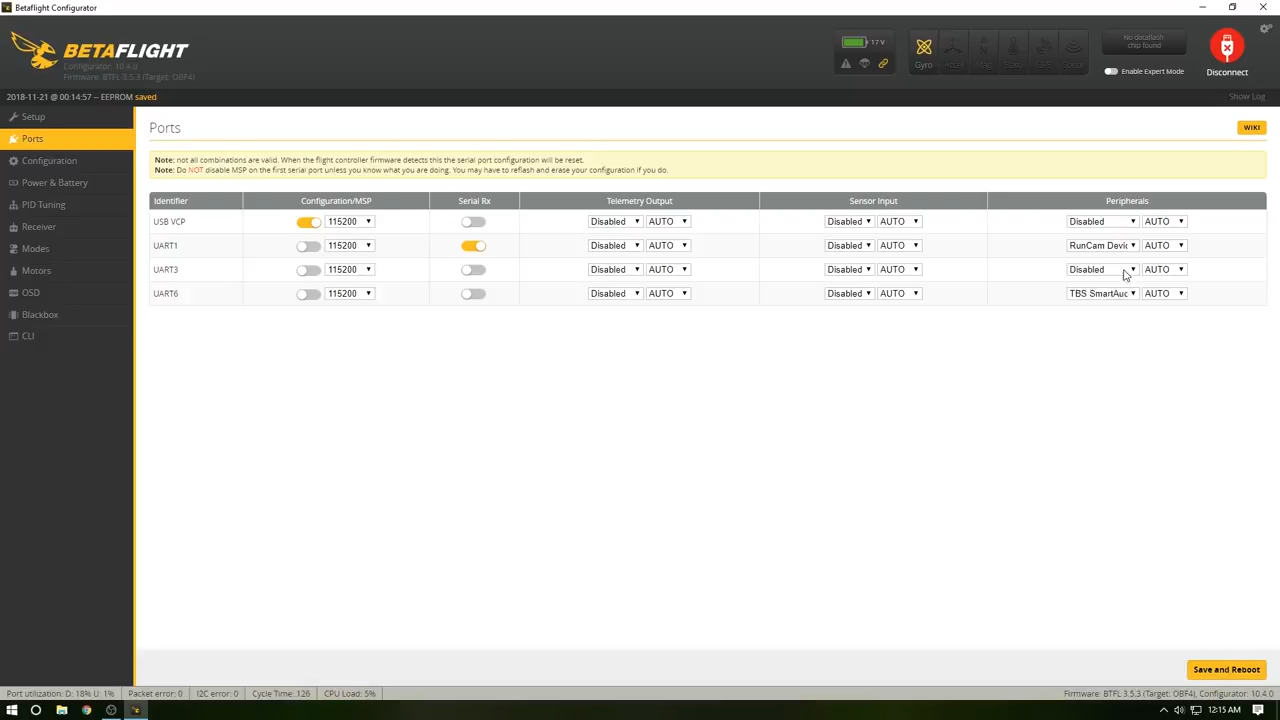 Betaflight Configurator
BETAFLIGHT
Configurator: 10.4.0
Firmware: BTFL 3.5.3 (Target: OBF4)
17 V
Gyro
Accel
Mag
GPS
Sonar
No dataflash
chip found
Enable Expert Mode
Disconnect
2018-11-21 @ 00:14:57 -- EEPROM saved
Show Log
Setup
Ports
Configuration
Power & Battery
PID Tuning
Receiver
Modes
Motors
OSD
Blackbox
CLI
Ports
WIKI
Note: not all combinations are valid. When the flight controller firmware detects this the serial port configuration will be reset.
Note: Do NOT disable MSP on the first serial port unless you know what you are doing. You may have to reflash and erase your configuration if you do.
Identifier Configuration/MSP Serial Rx Telemetry Output Sensor Input Peripherals
USB VCP 115200 Disabled AUTO Disabled AUTO Disabled AUTO
UART1 115200 Disabled AUTO Disabled AUTO RunCam Devic AUTO
UART3 115200 Disabled AUTO Disabled AUTO Disabled AUTO
UART6 115200 Disabled AUTO Disabled AUTO TBS SmartAuc AUTO
Save and Reboot
Port utilization: D: 18% U: 1% Packet error: 0 I2C error: 0 Cycle Time: 126 CPU Load: 5% Firmware: BTFL 3.5.3 (Target: OBF4), Configurator: 10.4.0
12:15 AM